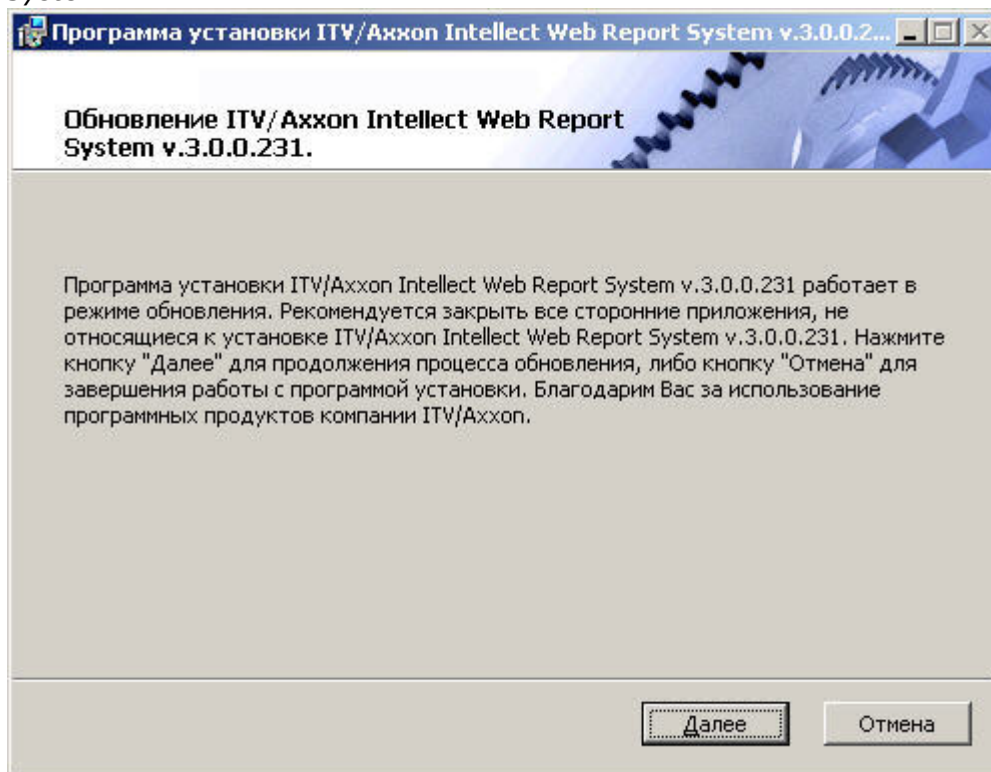 Программа установки ITV/Axxon Intellect Web Report System v.3.0.0.2...
Обновление ITV/Axxon Intellect Web Report
System v.3.0.0.231.
Программа установки ITV/Axxon Intellect Web Report System v.3.0.0.231 работает в
режиме обновления. Рекомендуется закрыть все сторонние приложения, не
относящиеся к установке ITV/Axxon Intellect Web Report System v.3.0.0.231. Нажмите
кнопку "Далее" для продолжения процесса обновления, либо кнопку "Отмена" для
завершения работы с программой установки. Благодарим Вас за использование
программных продуктов компании ITV/Axxon.
Далее
Отмена